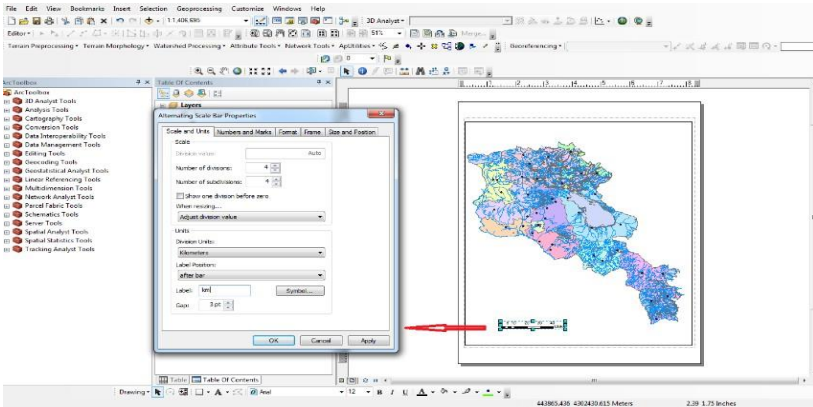 File Edit View Bookmarks Insert Selection Geoprocessing Customize Windows Help
1:1,406,686 3D Analyst
Editor 51% Merge...
Terrain Preprocessing Terrain Morphology Watershed Processing Attribute Tools Network Tools ApUtilities Georeferencing
ArcToolbox
ArcToolbox
3D Analyst Tools
Analysis Tools
Cartography Tools
Conversion Tools
Data Interoperability Tools
Data Management Tools
Editing Tools
Geocoding Tools
Geostatistical Analyst Tools
Linear Referencing Tools
Multidimension Tools
Network Analyst Tools
Parcel Fabric Tools
Schematics Tools
Server Tools
Spatial Analyst Tools
Spatial Statistics Tools
Tracking Analyst Tools
Table Of Contents
Layers
Alternating Scale Bar Properties
Scale and Units Numbers and Marks Format Frame Size and Position
Scale
Division value: Auto
Number of divisions: 4
Number of subdivisions: 4
Show one division before zero
When resizing...
Adjust division value
Units
Division Units:
Kilometers
Label Position:
after bar
Label: km Symbol...
Gap: 3 pt
OK Cancel Apply
Table Table Of Contents
Drawing Arial 12 B I U A
443865.436 4302430.615 Meters 2.39 1.75 Inches